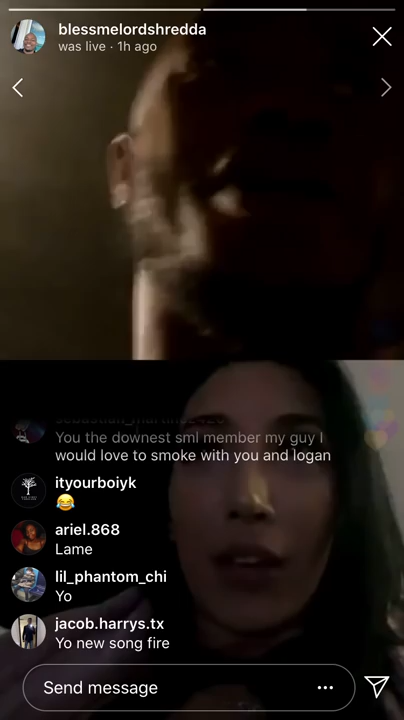 blessmelordshredda
was live · 1h ago
You the downest sml member my guy I
would love to smoke with you and logan
ityourboiyk
😂
ariel.868
Lame
lil_phantom_chi
Yo
jacob.harrys.tx
Yo new song fire
Send message